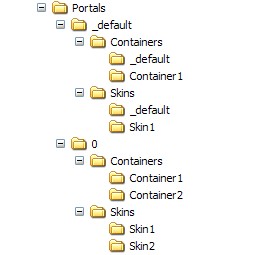 Portals
_default
Containers
_default
Container1
Skins
_default
Skin1
0
Containers
Container1
Container2
Skins
Skin1
Skin2